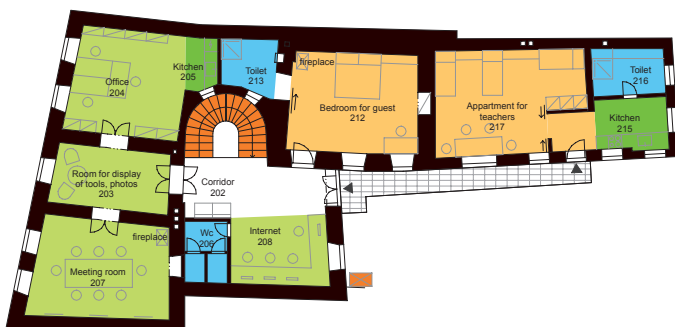 Office
204
Kitchen
205
Toilet
213
fireplace
Bedroom for guest
212
Appartment for
teachers
217
Toilet
216
Kitchen
215
Room for display
of tools, photos
203
Corridor
202
fireplace
Wc
206
Internet
208
Meeting room
207